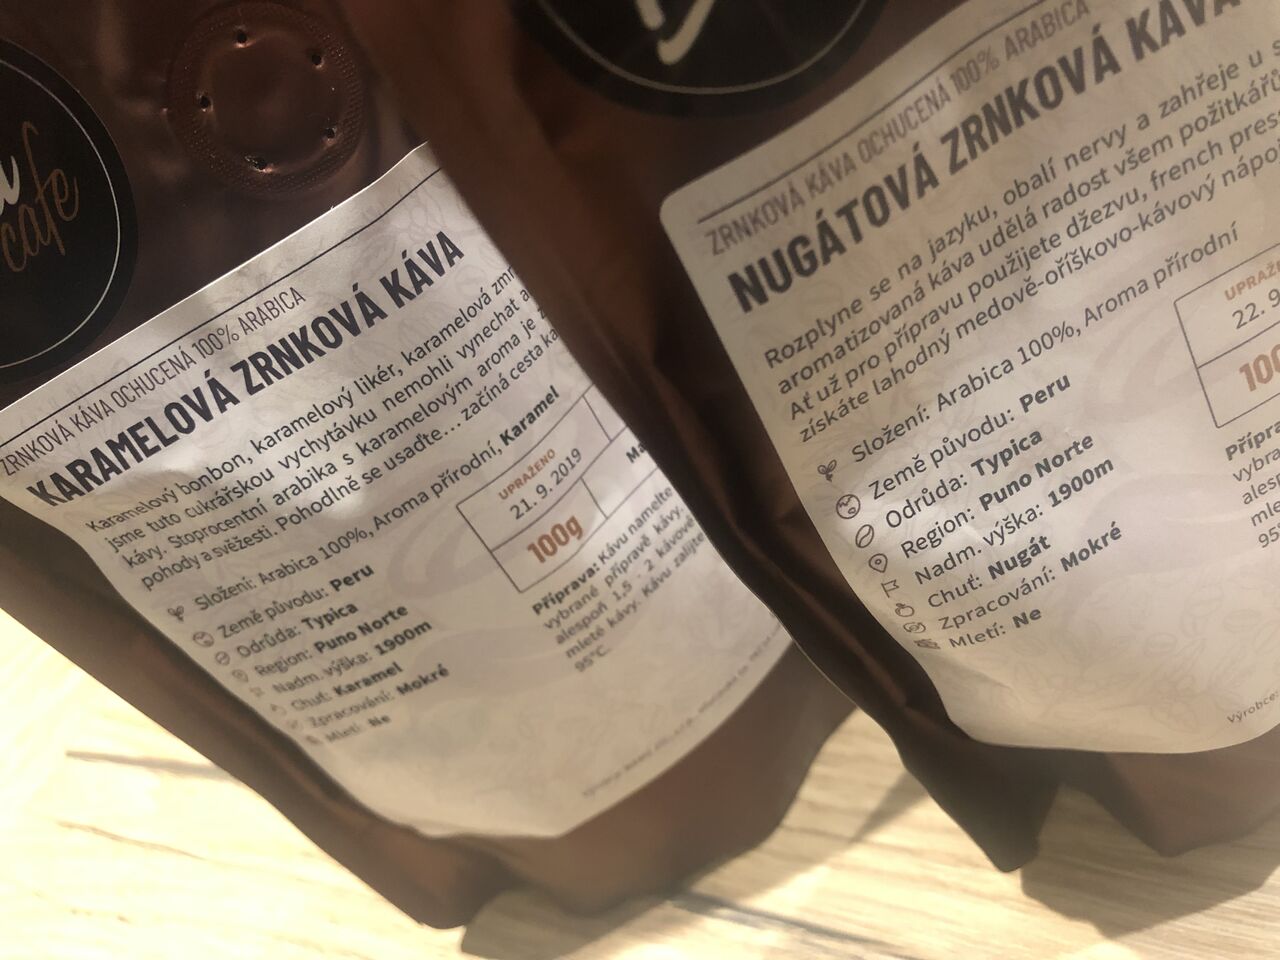 cafe
ZRNKOVÁ KÁVA OCHUCENÁ 100% ARABICA
KARAMELOVÁ ZRNKOVÁ KÁVA
Karamelový bonbon, karamelový likér, karamelová
jsme tuto cukrářskou vychytávku nemohli vynechat
kávy. Stoprocentní arabika s karamelovým aroma je
pohody a svěžesti. Pohodlně se usaďte... začíná cesta
Složení: Arabica 100%, Aroma přírodní, Karamel
Země původu: Peru
Odrůda: Typica
Region: Puno Norte
Nadm. výška: 1900m
Chuť: Karamel
Zpracování: Mokré
Mletí: Ne
UPRAŽENO
21. 9. 2019
100g
Příprava: Kávu namelte
vybrané přípravě kávy.
alespoň 1,5 - 2 kávové
mleté kávy. Kávu zalijte
95°C.
ZRNKOVÁ KÁVA OCHUCENÁ 100% ARABICA
NUGÁTOVÁ ZRNKOVÁ KÁVA
Rozplyne se na jazyku, obalí nervy a zahřeje u
aromatizovaná káva udělá radost všem požitkářů
Ať už pro přípravu použijete džezvu, french press
získáte lahodný medově-oříškovo-kávový nápoj
Složení: Arabica 100%, Aroma přírodní
Země původu: Peru
Odrůda: Typica
Region: Puno Norte
Nadm. výška: 1900m
Chuť: Nugát
Zpracování: Mokré
Mletí: Ne
22. 9
Výrobce: